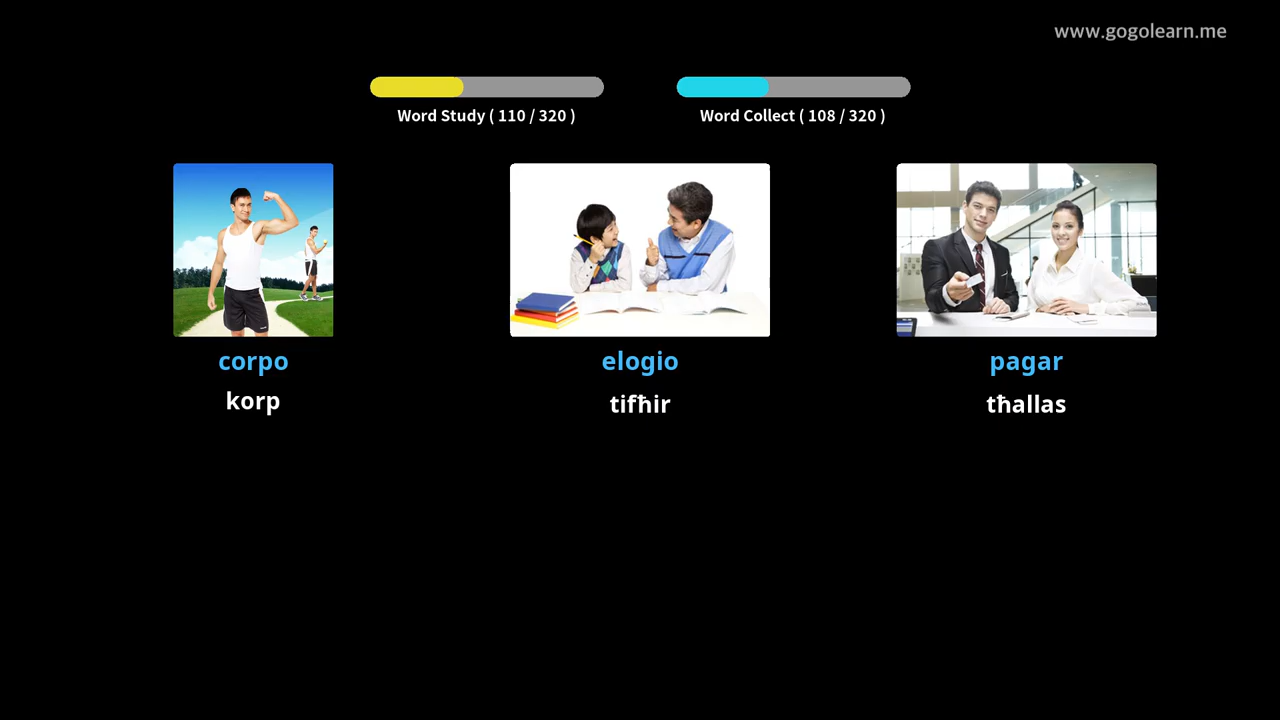 www.gogolearn.me
Word Study ( 110 / 320 )
Word Collect ( 108 / 320 )
corpo
elogio
pagar
korp
tifħir
tħallas